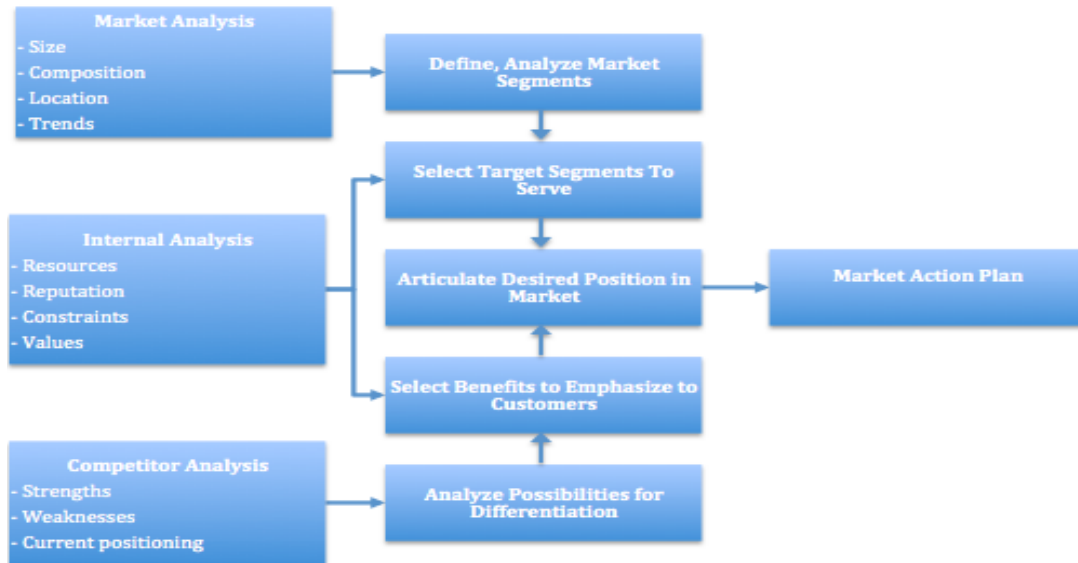 Market Analysis
- Size
- Composition
- Location
- Trends
Define, Analyze Market
Segments
Select Target Segments To
Serve
Internal Analysis
- Resources
- Reputation
- Constraints
- Values
Articulate Desired Position in
Market
Market Action Plan
Select Benefits to Emphasize to
Customers
Competitor Analysis
- Strengths
- Weaknesses
- Current positioning
Analyze Possibilities for
Differentiation